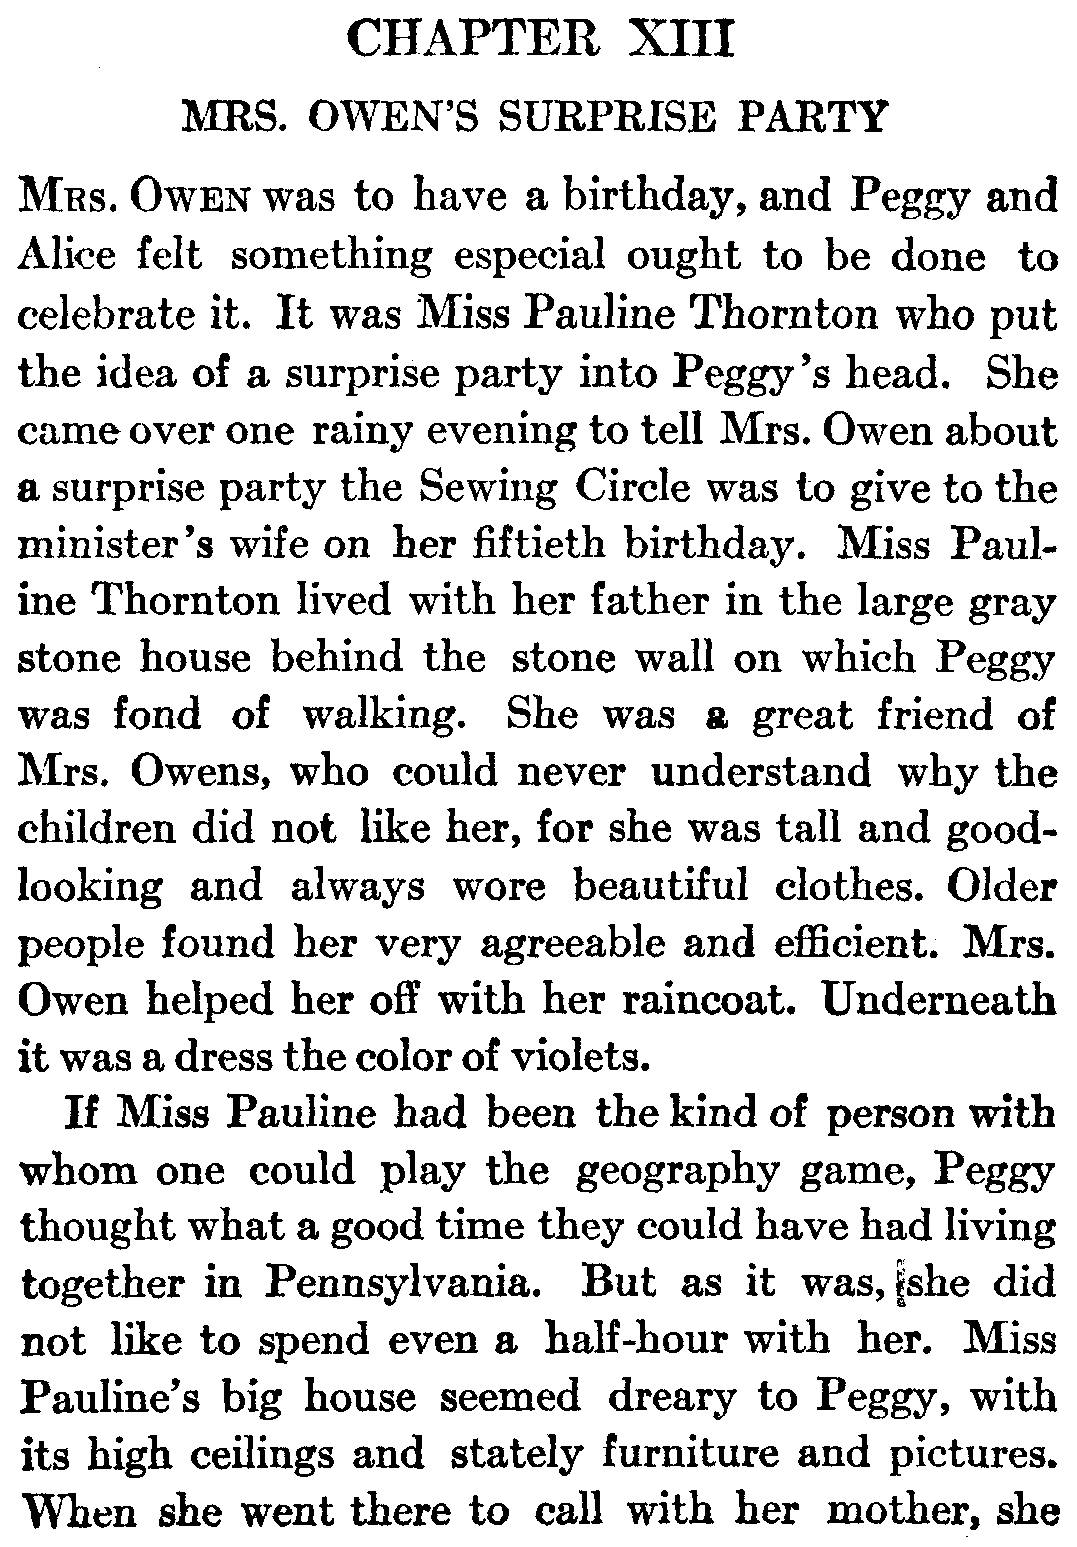 CHAPTER XIII
MRS. OWEN'S SURPRISE PARTY
Mrs. Owen was to have a birthday, and Peggy and
Alice felt something especial ought to be done to
celebrate it. It was Miss Pauline Thornton who put
the idea of a surprise party into Peggy's head. She
came over one rainy evening to tell Mrs. Owen about
a surprise party the Sewing Circle was to give to the
minister's wife on her fiftieth birthday. Miss Paul-
ine Thornton lived with her father in the large gray
stone house behind the stone wall on which Peggy
was fond of walking. She was a great friend of
Mrs. Owens, who could never understand why the
children did not like her, for she was tall and good-
looking and always wore beautiful clothes. Older
people found her very agreeable and efficient. Mrs.
Owen helped her off with her raincoat. Underneath
it was a dress the color of violets.
If Miss Pauline had been the kind of person with
whom one could play the geography game, Peggy
thought what a good time they could have had living
together in Pennsylvania. But as it was, she did
not like to spend even a half-hour with her. Miss
Pauline's big house seemed dreary to Peggy, with
its high ceilings and stately furniture and pictures.
When she went there to call with her mother, she